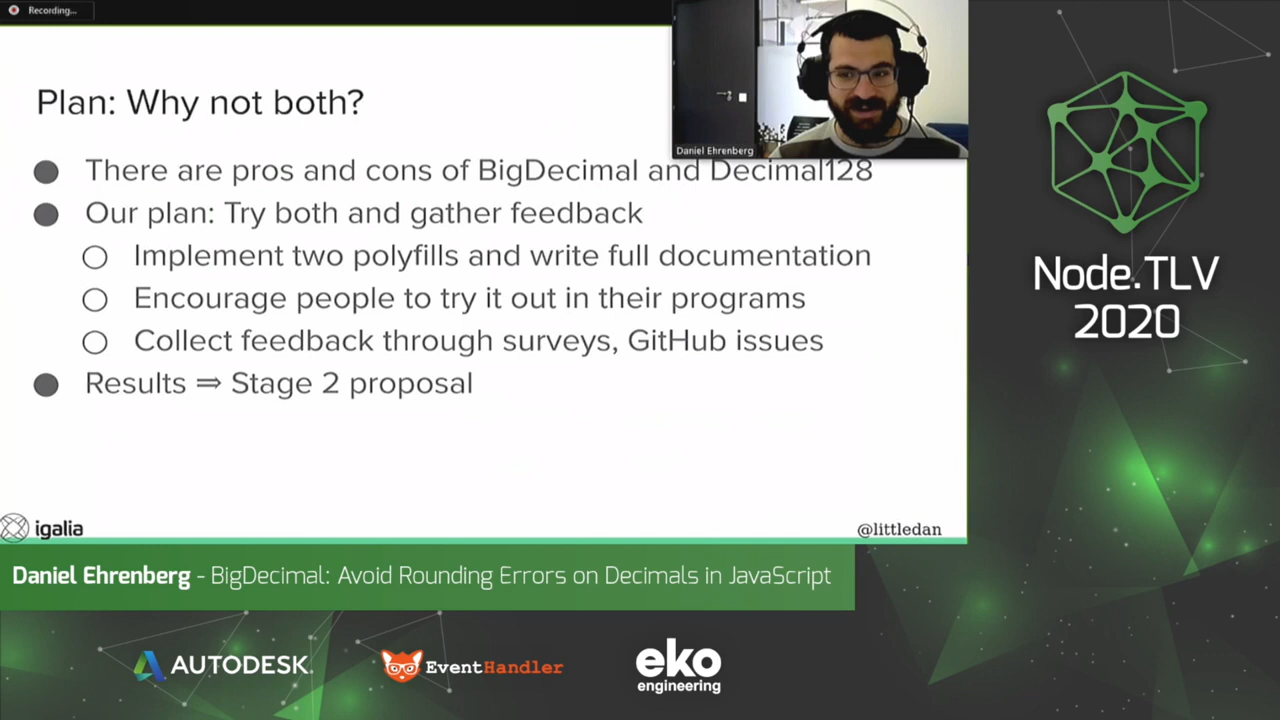 Recording...
Plan: Why not both?
Daniel Ehrenberg
There are pros and cons of BigDecimal and Decimal128
Our plan: Try both and gather feedback
Implement two polyfills and write full documentation
Encourage people to try it out in their programs
Collect feedback through surveys, GitHub issues
Results ⇒ Stage 2 proposal
igalia
@littledan
Node.TLV
2020
Daniel Ehrenberg - BigDecimal: Avoid Rounding Errors on Decimals in JavaScript
AUTODESK.
EventHandler
eko
engineering